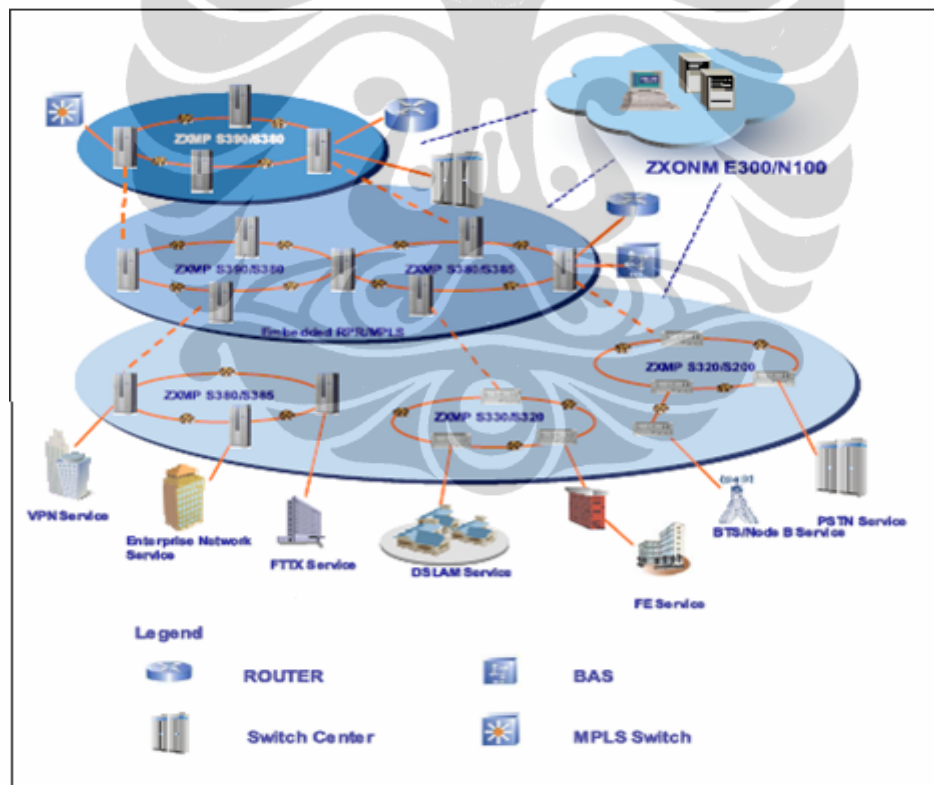 ZXMP S390/S380
ZXONM E300/N100
ZXMP S390/S380
ZXMP S380/S385
Embedded RPR/MPLS
ZXMP S320/S200
ZXMP S380/S385
ZXMP S330/S320
VPN Service
Enterprise Network
Service
FTTX Service
DSLAM Service
FE Service
BTS/Node B Service
PSTN Service
Legend
ROUTER
BAS
Switch Center
MPLS Switch